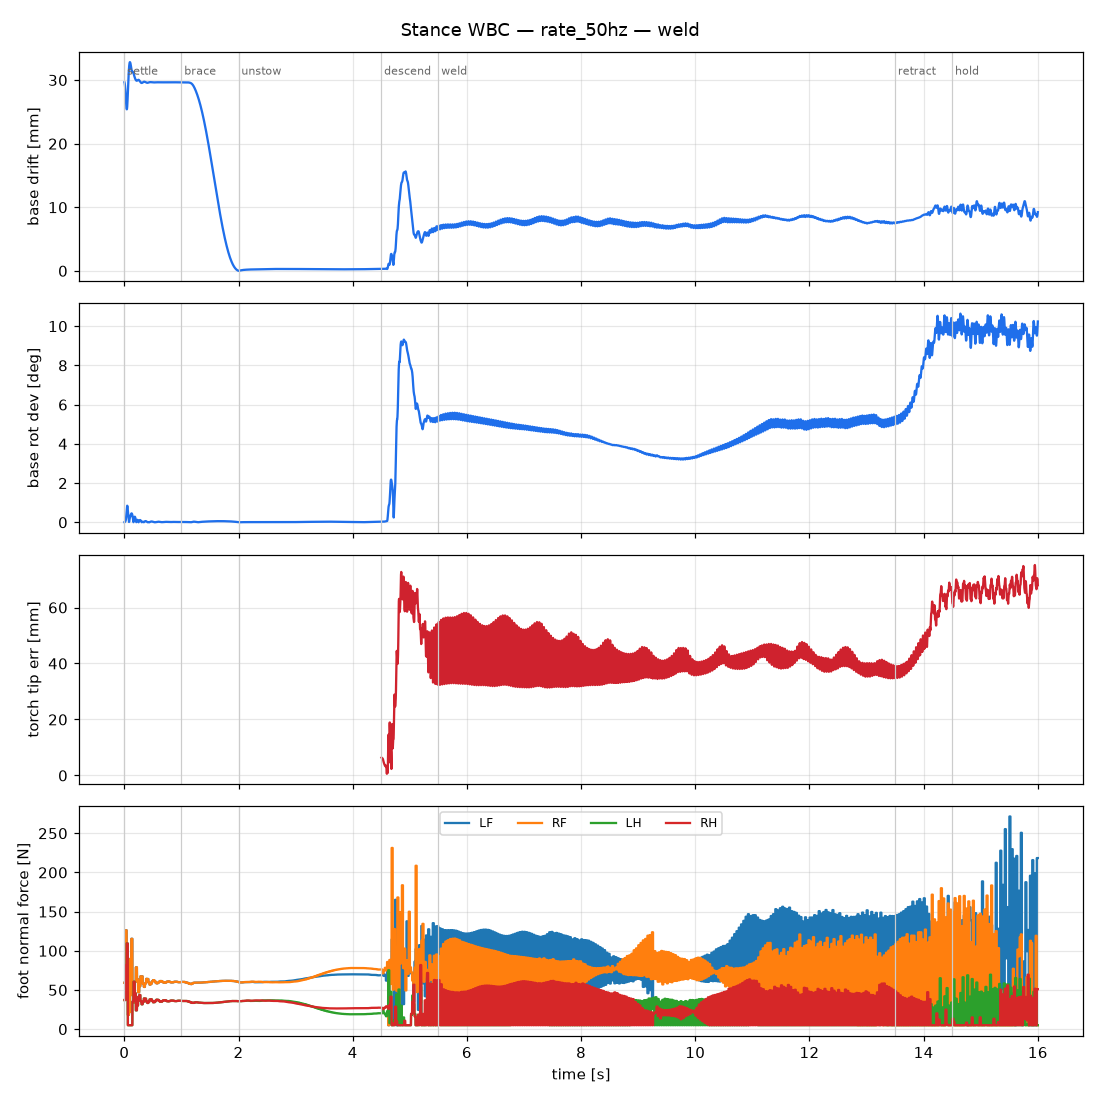 Stance WBC — rate_50hz — weld
settle brace unstow descend weld retract hold
base drift [mm]
30
20
10
0
base rot dev [deg]
10
8
6
4
2
0
torch tip err [mm]
60
40
20
0
LF RF LH RH
foot normal force [N]
250
200
150
100
50
0
0 2 4 6 8 10 12 14 16
time [s]